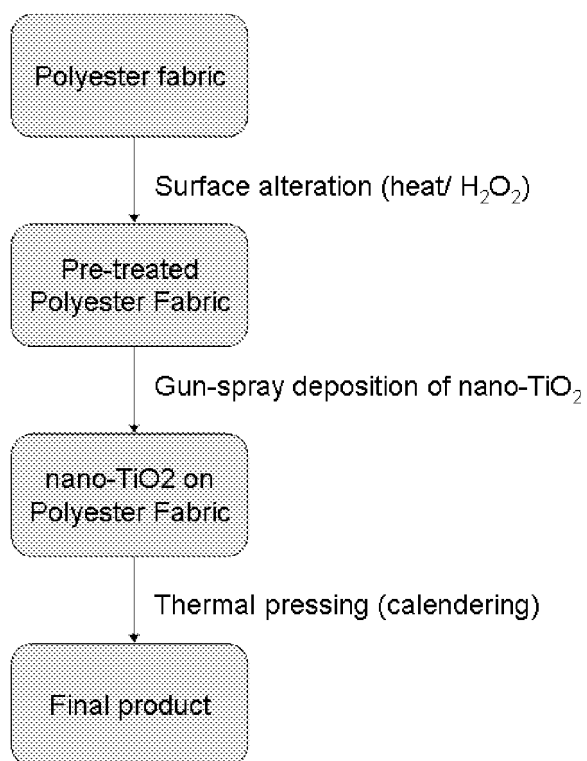 Polyester fabric
Surface alteration (heat/ H₂O₂)
Pre-treated
Polyester Fabric
Gun-spray deposition of nano-TiO₂
nano-TiO2 on
Polyester Fabric
Thermal pressing (calendering)
Final product